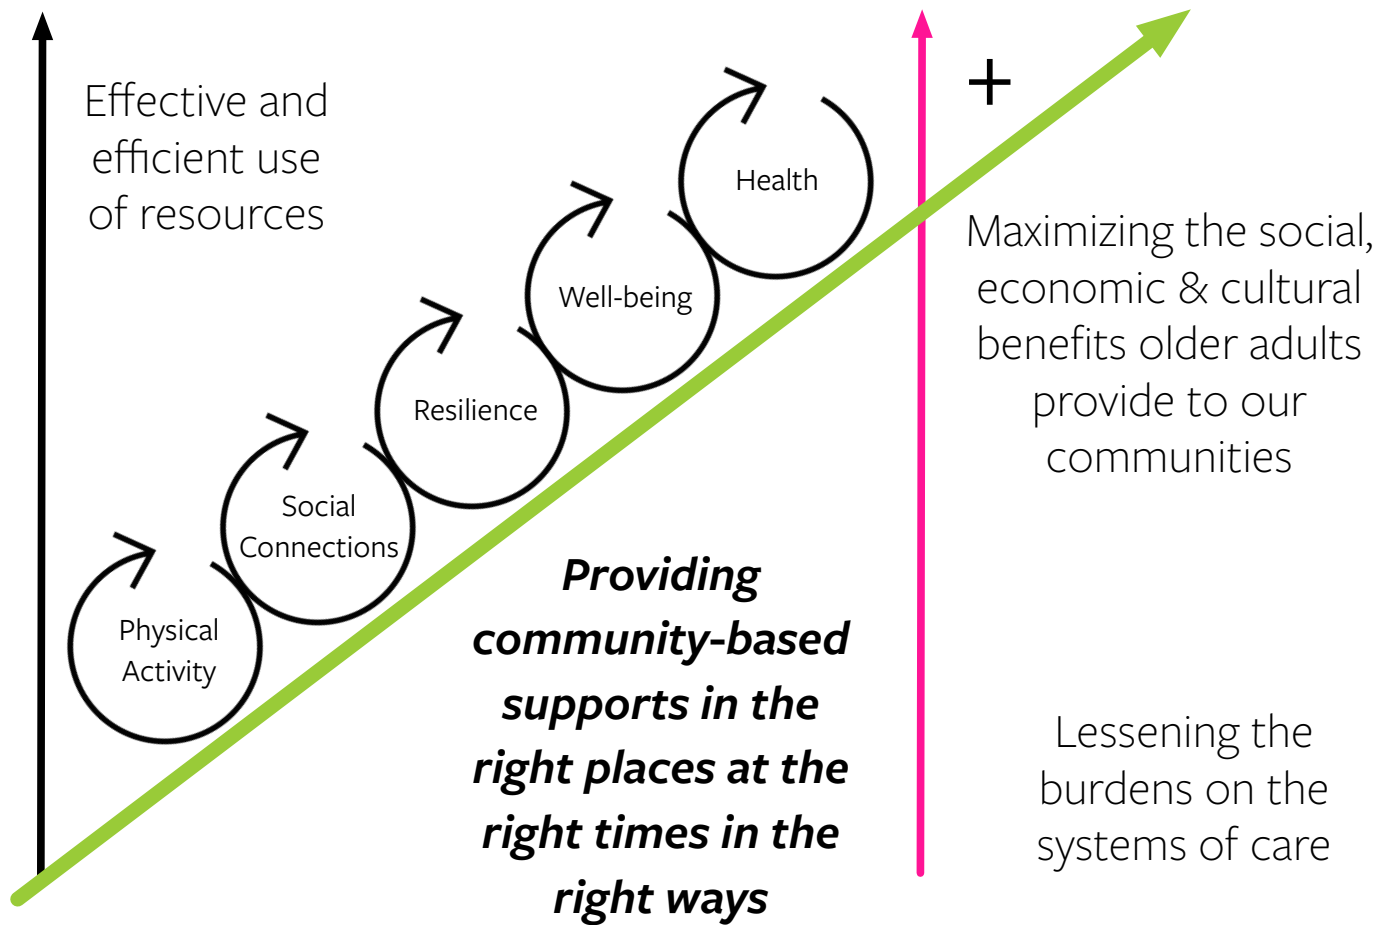 Effective and
efficient use
of resources
Physical
Activity
Social
Connections
Resilience
Well-being
Health
Providing
community-based
supports in the
right places at the
right times in the
right ways
+
Maximizing the social,
economic & cultural
benefits older adults
provide to our
communities
Lessening the
burdens on the
systems of care